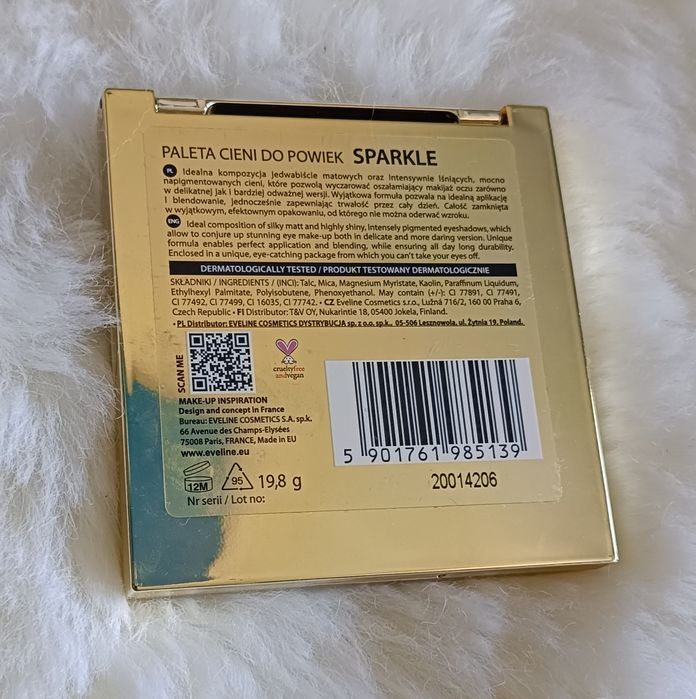 PALETA CIENI DO POWIEK SPARKLE
PL Idealna kompozycja jedwabiście matowych oraz intensywnie lśniących, mocno
napigmentowanych cieni, które pozwolą wyczarować oszałamiający makijaż oczu zarówno
w delikatnej jak i bardziej odważnej wersji. Wyjątkowa formuła pozwala na idealną aplikację
i blendowanie, jednocześnie zapewniając trwałość przez cały dzień. Całość zamknięta
w wyjątkowym, efektownym opakowaniu, od którego nie można oderwać wzroku.
ENG Ideal composition of silky matt and highly shiny, intensely pigmented eyeshadows, which
allow to conjure up stunning eye make-up both in delicate and more daring version. Unique
formula enables perfect application and blending, while ensuring all day long durability.
Enclosed in a unique, eye-catching package from which you can't take your eyes off.
DERMATOLOGICALLY TESTED / PRODUKT TESTOWANY DERMATOLOGICZNIE
SKŁADNIKI / INGREDIENTS / (INCI): Talc, Mica, Magnesium Myristate, Kaolin, Paraffinum Liquidum,
Ethylhexyl Palmitate, Polyisobutene, Phenoxyethanol. May contain (+/-): CI 77891, CI 77491,
CI 77492, CI 77499, CI 16035, CI 77742. • CZ Eveline Cosmetics s.r.o., Lužná 716/2, 160 00 Praha 6,
Czech Republic • FI Distributor: T&V OY, Nukarintie 18, 05400 Jokela, Finland.
• PL Distributor: EVELINE COSMETICS DYSTRYBUCJA sp. z o.o. sp.k., 05-506 Lesznowola, ul. Żytnia 19, Poland.
SCAN ME
crueltyfree
andvegan
MAKE-UP INSPIRATION
Design and concept in France
Bureau: EVELINE COSMETICS S.A. sp.k.
66 Avenue des Champs-Elysées
75008 Paris, FRANCE, Made in EU
www.eveline.eu
12M 95 19,8 g
Nr serii / Lot no:
5 901761 985139
20014206